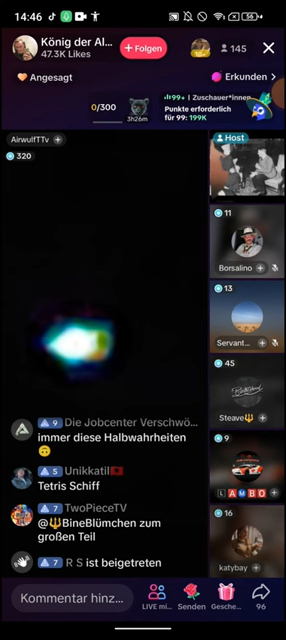 14:46
56
König der Al...
47.3K Likes
+ Folgen
145
Angesagt
Erkunden >
0/300
3h26m
99+ | Zuschauer*innen
Punkte erforderlich
für 99: 199K
AirwulfTTv +
320
Host
11
Borsalino +
13
Servant... +
45
Steave🔱 +
9
LAMBO +
16
katybay +
9 Die Jobcenter Verschwö...
immer diese Halbwahrheiten
🙃
5 Unikkatil🇦🇱
Tetris Schiff
7 TwoPieceTV
@🔱BineBlümchen zum
großen Teil
7 R S ist beigetreten
Kommentar hinz...
LIVE mi...
Senden
Gesche...
96